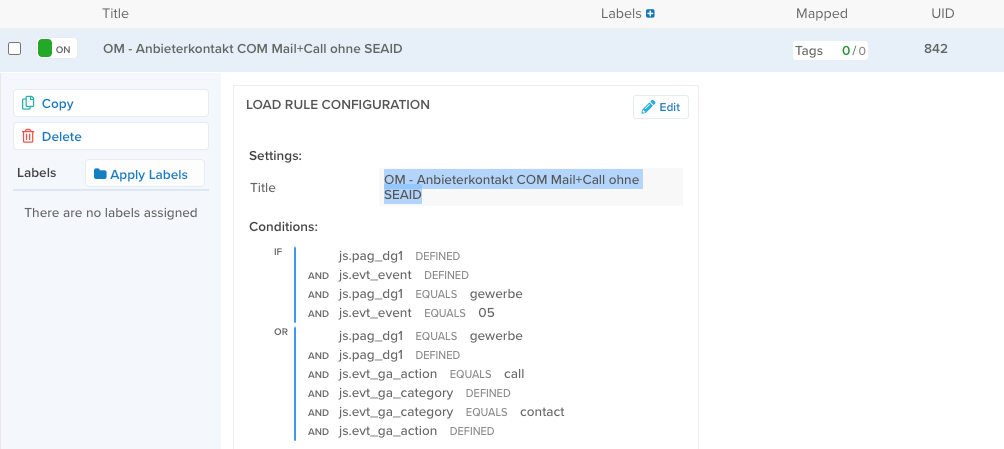 Title Labels Mapped UID
ON OM - Anbieterkontakt COM Mail+Call ohne SEAID Tags 0/0 842
Copy
Delete
Labels Apply Labels
There are no labels assigned
LOAD RULE CONFIGURATION Edit
Settings:
Title OM - Anbieterkontakt COM Mail+Call ohne
SEAID
Conditions:
IF js.pag_dg1 DEFINED
AND js.evt_event DEFINED
AND js.pag_dg1 EQUALS gewerbe
AND js.evt_event EQUALS 05
OR js.pag_dg1 EQUALS gewerbe
AND js.pag_dg1 DEFINED
AND js.evt_ga_action EQUALS call
AND js.evt_ga_category DEFINED
AND js.evt_ga_category EQUALS contact
AND js.evt_ga_action DEFINED